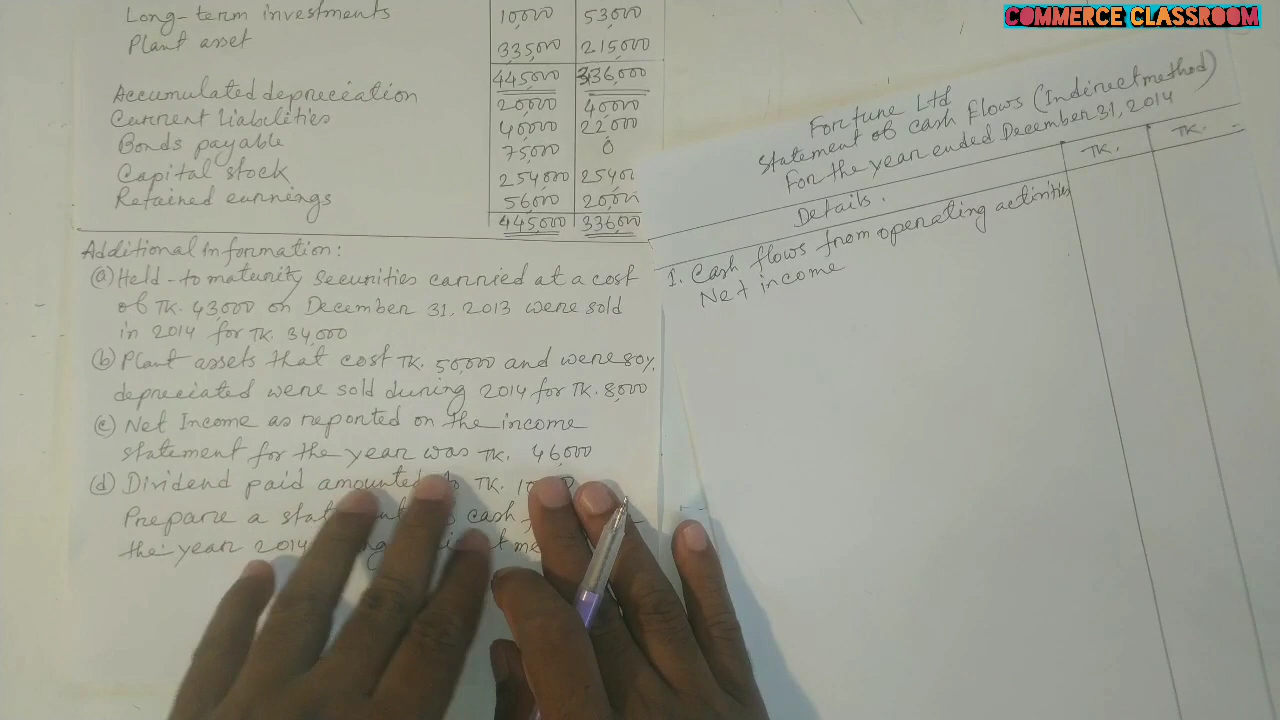 COMMERCE CLASSROOM
Long-term investments 10,000 53,000
Plant asset 335,000 215,000
445,000 336,000
Accumulated depreciation 20,000 40,000
Current liabilities 40,000 22000
Bonds payable 75,000 0
Capital stock 254,000
Retained earnings 56,000
445,000 336,000
Additional Information:
(a) Held-to maturity securities carried at a cost
of TK. 43,000 on December 31, 2013 were sold
in 2014 for TK. 34,000
(b) Plant assets that cost TK. 50,000 and were 80%
depreciated were sold during 2014 for TK. 8,000
(c) Net Income as reported on the income
statement for the year was TK. 46,000
(d) Dividend paid amounted TK.
Prepare a cash
the year 2014
Fortune Ltd
Statement of cash flows (Indirect method)
For the year ended December 31, 2014
Details. TK. TK.
1. Cash flows from operating activities
Net income